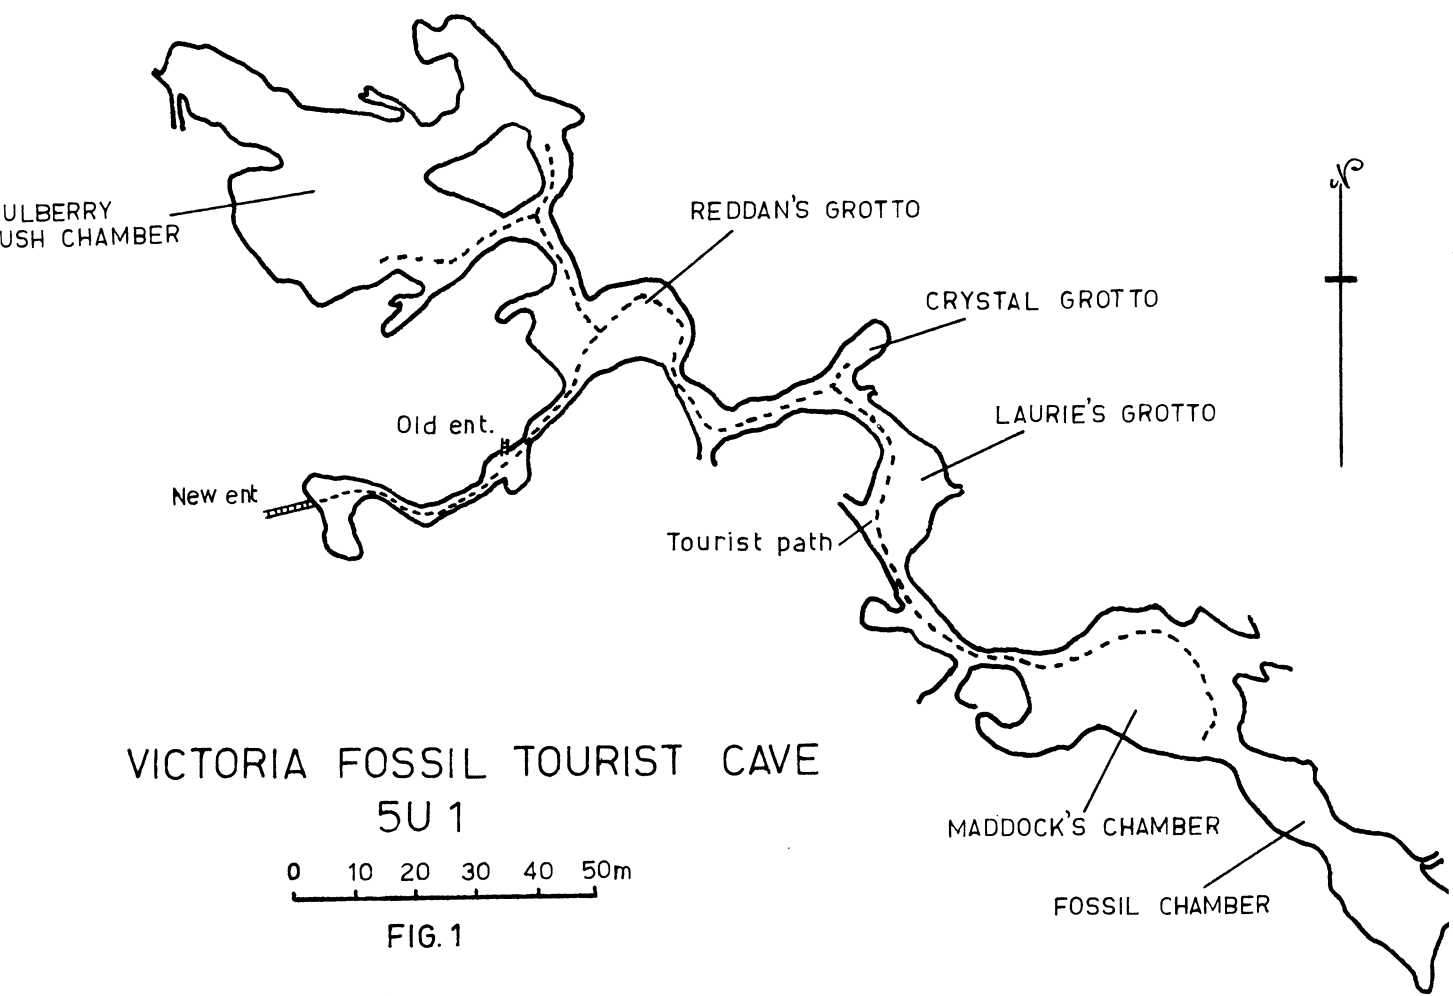 N
ULBERRY
USH CHAMBER
REDDAN'S GROTTO
CRYSTAL GROTTO
LAURIE'S GROTTO
Old ent.
New ent
Tourist path
MADDOCK'S CHAMBER
FOSSIL CHAMBER
VICTORIA FOSSIL TOURIST CAVE
5U 1
0 10 20 30 40 50m
FIG. 1